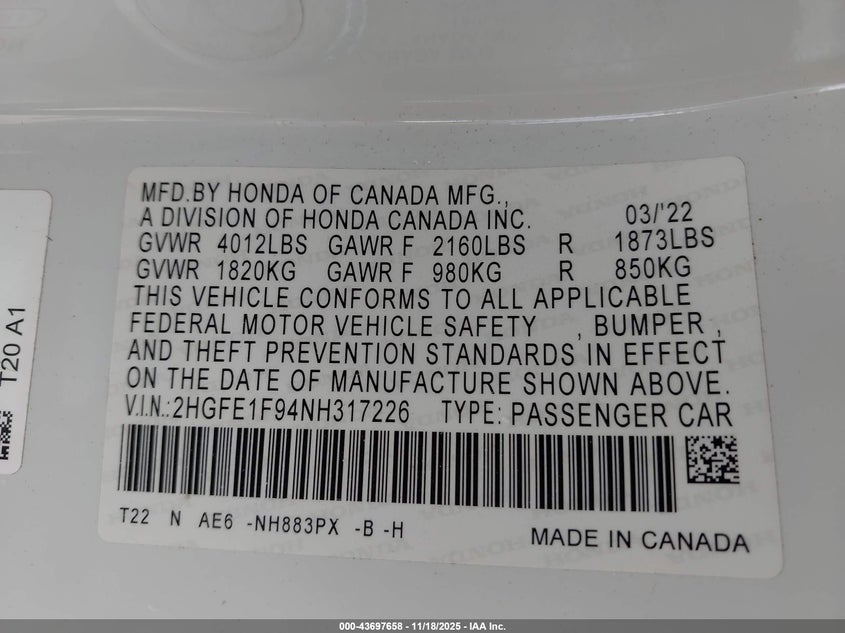 MFD.BY HONDA OF CANADA MFG.,
A DIVISION OF HONDA CANADA INC. 03/'22
GVWR 4012LBS GAWR F 2160LBS R 1873LBS
GVWR 1820KG GAWR F 980KG R 850KG
THIS VEHICLE CONFORMS TO ALL APPLICABLE
FEDERAL MOTOR VEHICLE SAFETY , BUMPER ,
AND THEFT PREVENTION STANDARDS IN EFFECT
ON THE DATE OF MANUFACTURE SHOWN ABOVE.
V.I.N.:2HGFE1F94NH317226 TYPE: PASSENGER CAR
T22 N AE6 -NH883PX -B -H
MADE IN CANADA
T20 A1
000-43697658 - 11/18/2025 - IAA Inc.